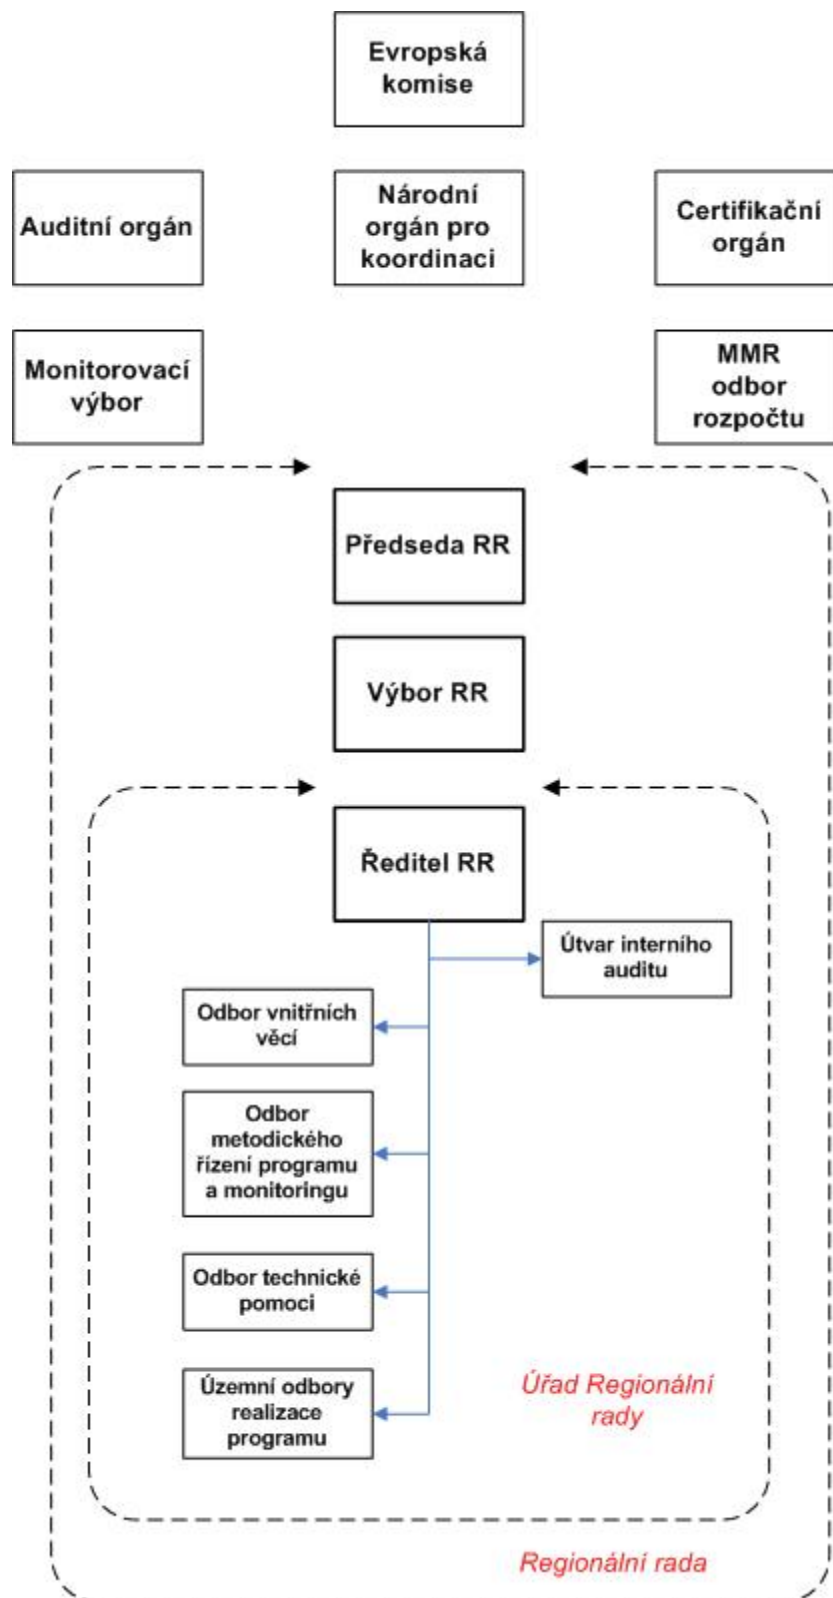 Evropská
komise
Auditní orgán
Národní
orgán pro
koordinaci
Certifikační
orgán
Monitorovací
výbor
MMR
odbor
rozpočtu
Předseda RR
Výbor RR
Ředitel RR
Útvar interního
auditu
Odbor vnitřních
věcí
Odbor
metodického
řízení programu
a monitoringu
Odbor technické
pomoci
Územní odbory
realizace
programu
Úřad Regionální
rady
Regionální rada